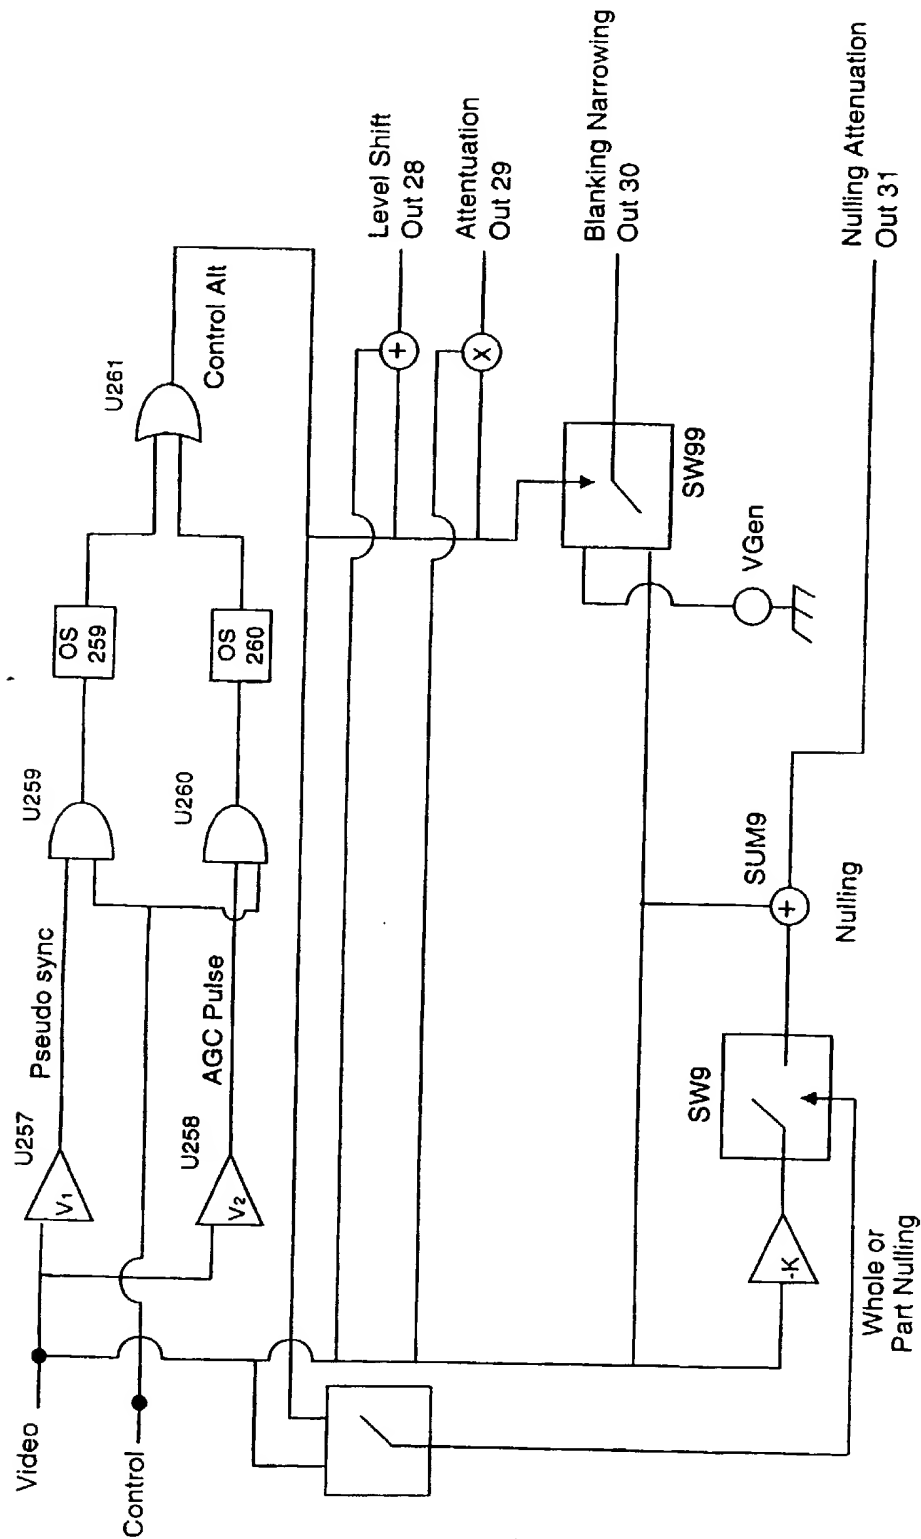 Video
Control
U257
V1
Pseudo sync
U258
V2
AGC Pulse
U259
U260
OS
259
OS
260
U261
Control Alt
Level Shift
Out 28
Attentuation
Out 29
Blanking Narrowing
Out 30
SW99
VGen
Nulling Attenuation
Out 31
SUM9
Nulling
+
X
+
SW9
-K
Whole or
Part Nulling